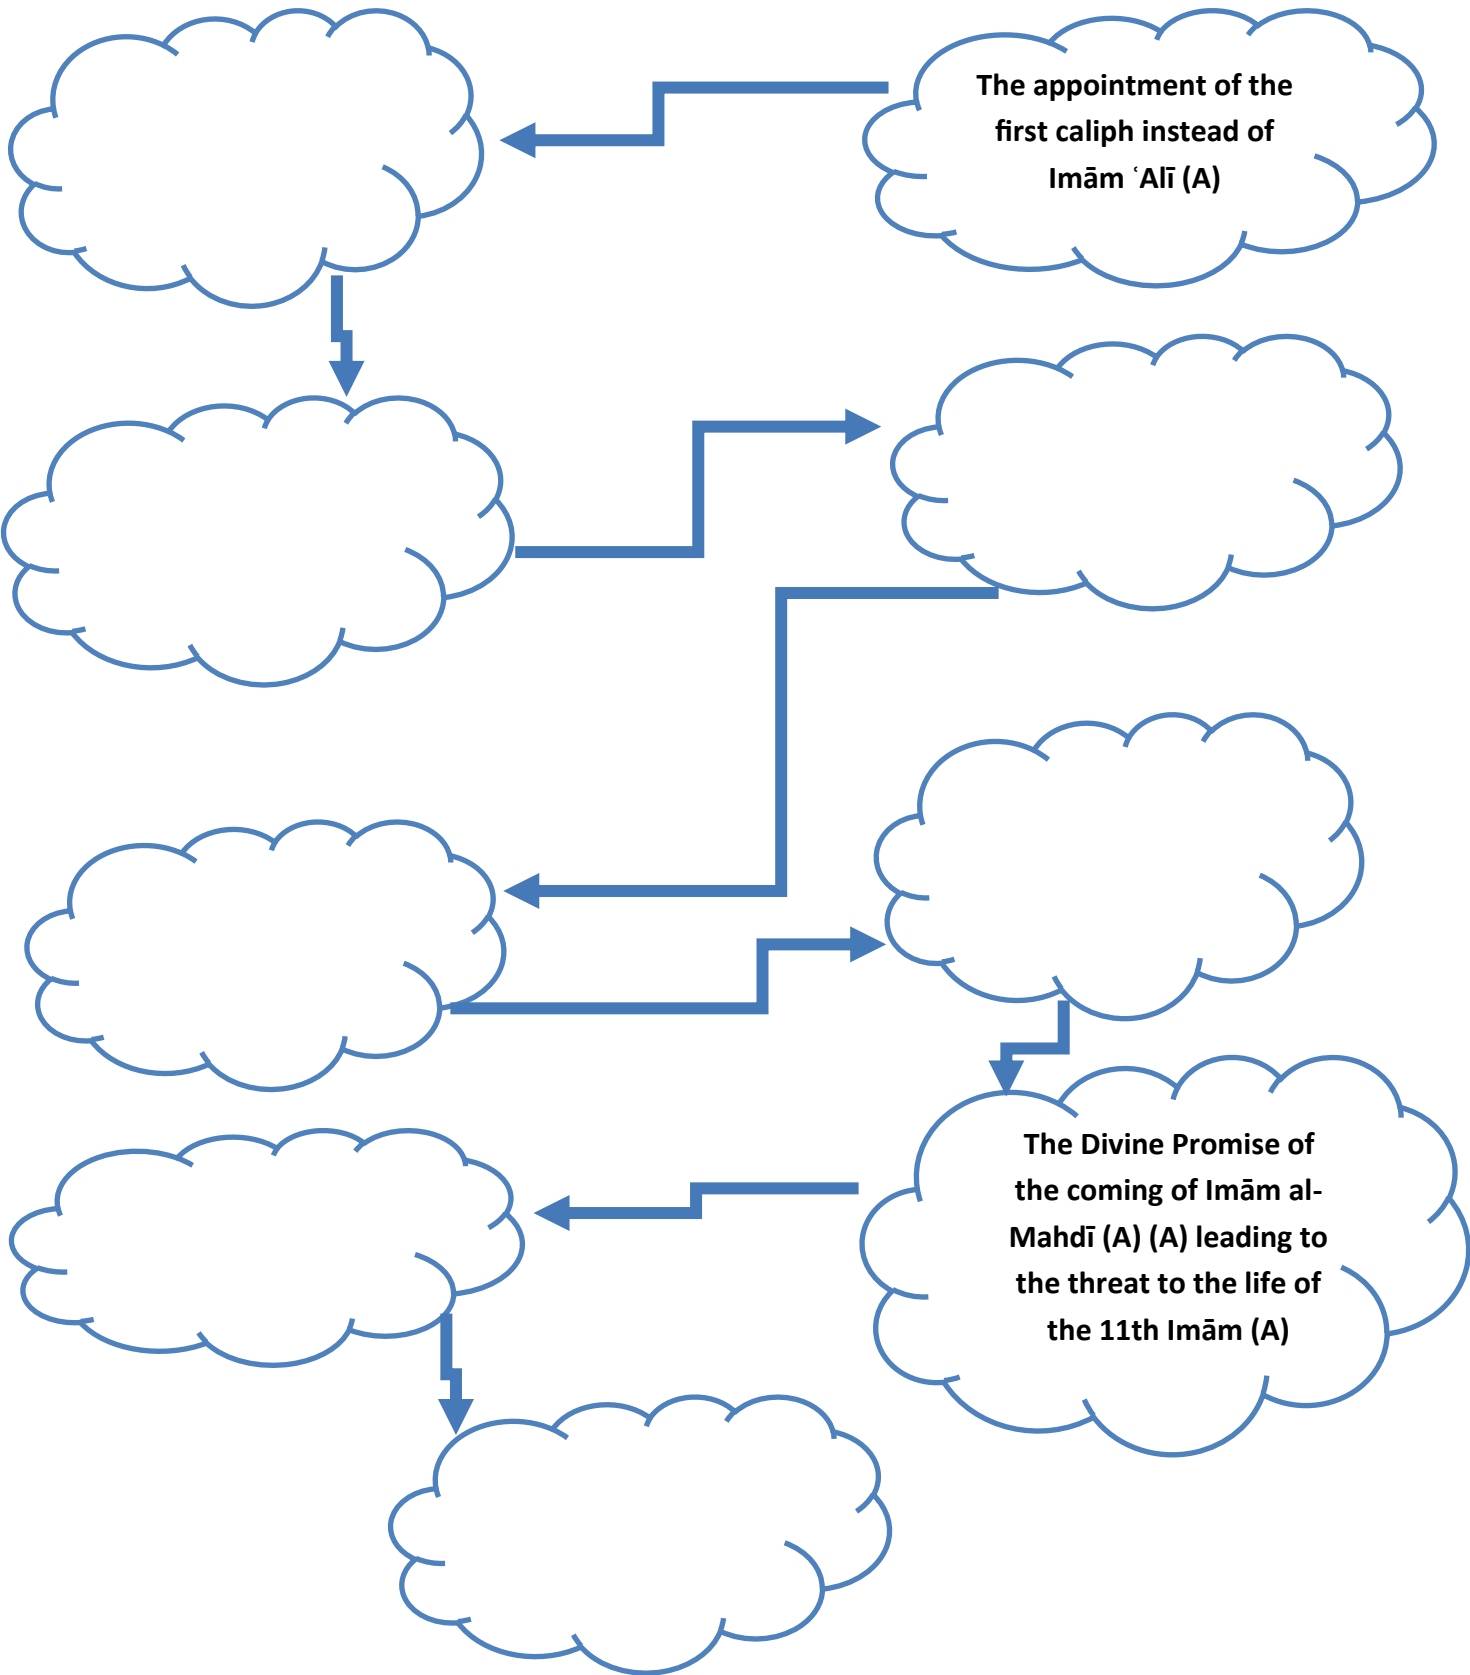 The appointment of the
first caliph instead of
Imām ʿAlī (A)
The Divine Promise of
the coming of Imām al-
Mahdī (A) (A) leading to
the threat to the life of
the 11th Imām (A)